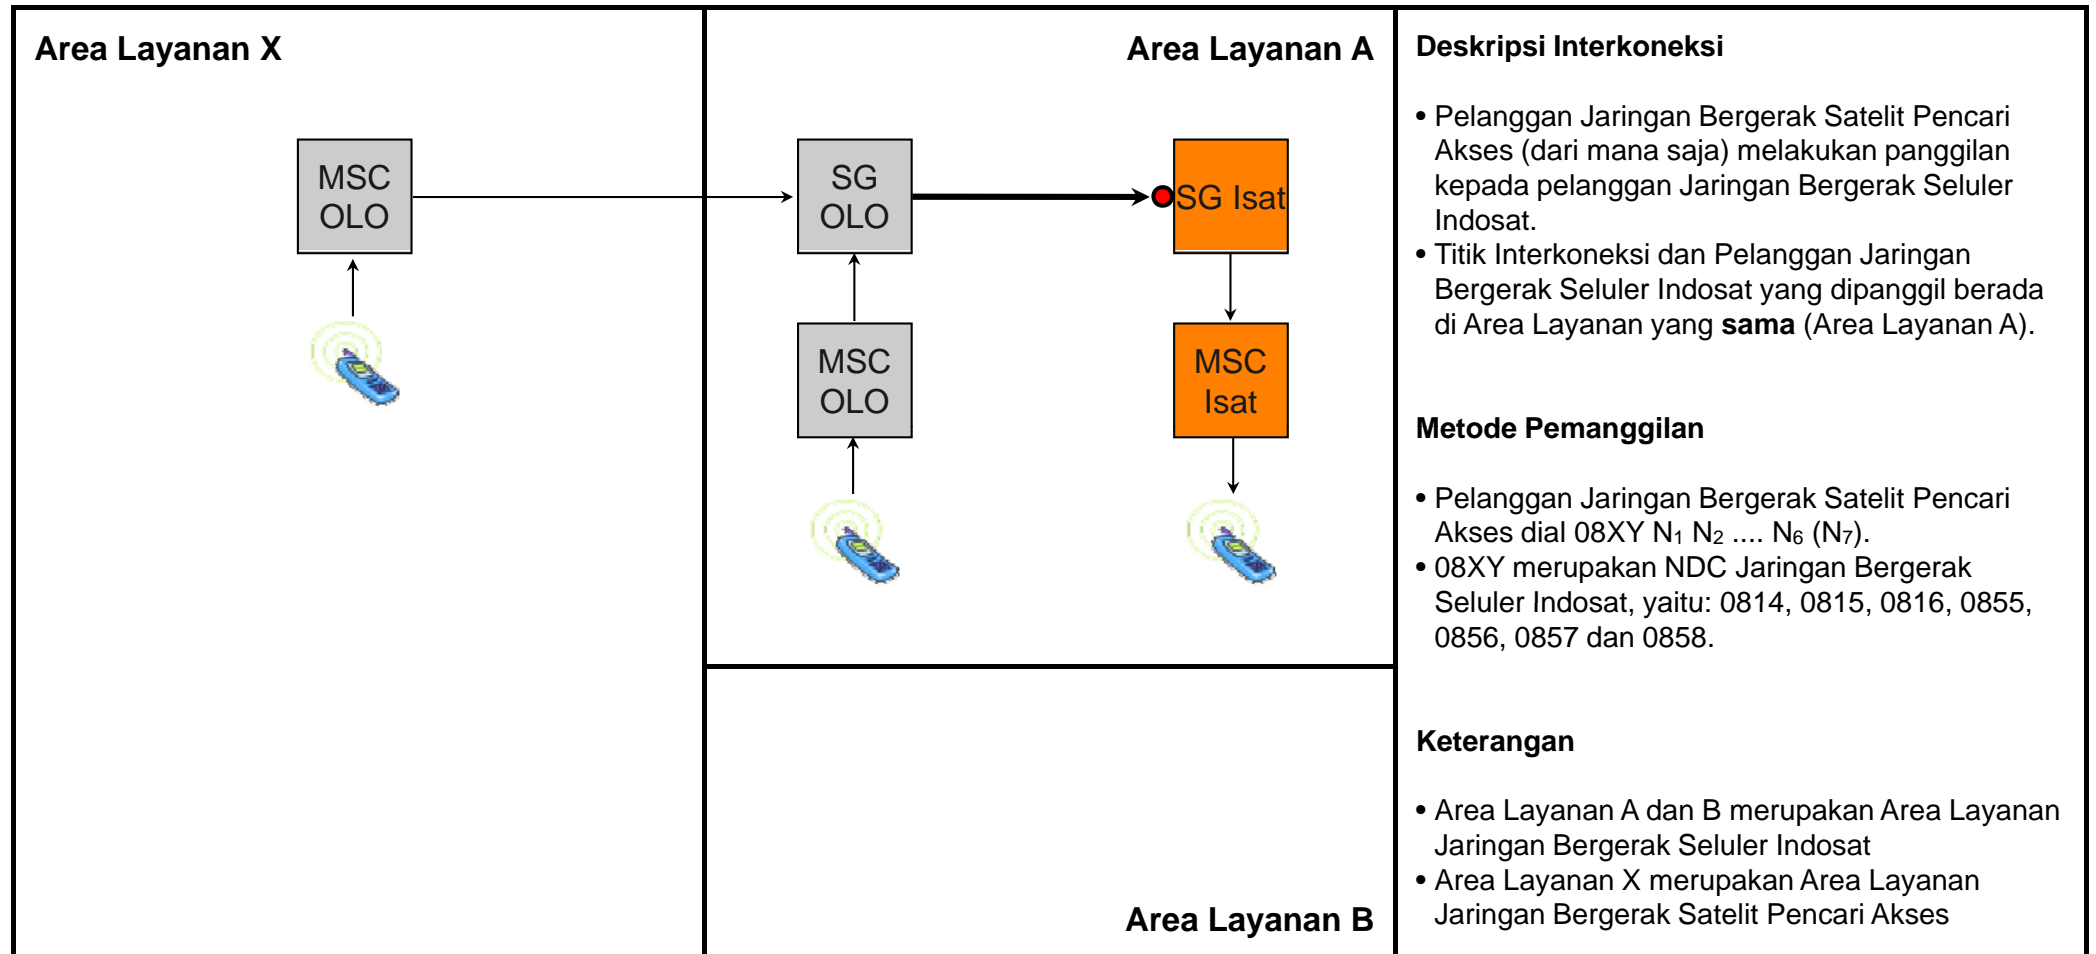 Area Layanan X
MSC
OLO
Area Layanan A
SG
OLO
SG Isat
MSC
OLO
MSC
Isat
Area Layanan B
Deskripsi Interkoneksi
• Pelanggan Jaringan Bergerak Satelit Pencari
Akses (dari mana saja) melakukan panggilan
kepada pelanggan Jaringan Bergerak Seluler
Indosat.
• Titik Interkoneksi dan Pelanggan Jaringan
Bergerak Seluler Indosat yang dipanggil berada
di Area Layanan yang sama (Area Layanan A).
Metode Pemanggilan
• Pelanggan Jaringan Bergerak Satelit Pencari
Akses dial 08XY N₁ N₂ .... N₆ (N₇).
• 08XY merupakan NDC Jaringan Bergerak
Seluler Indosat, yaitu: 0814, 0815, 0816, 0855,
0856, 0857 dan 0858.
Keterangan
• Area Layanan A dan B merupakan Area Layanan
Jaringan Bergerak Seluler Indosat
• Area Layanan X merupakan Area Layanan
Jaringan Bergerak Satelit Pencari Akses